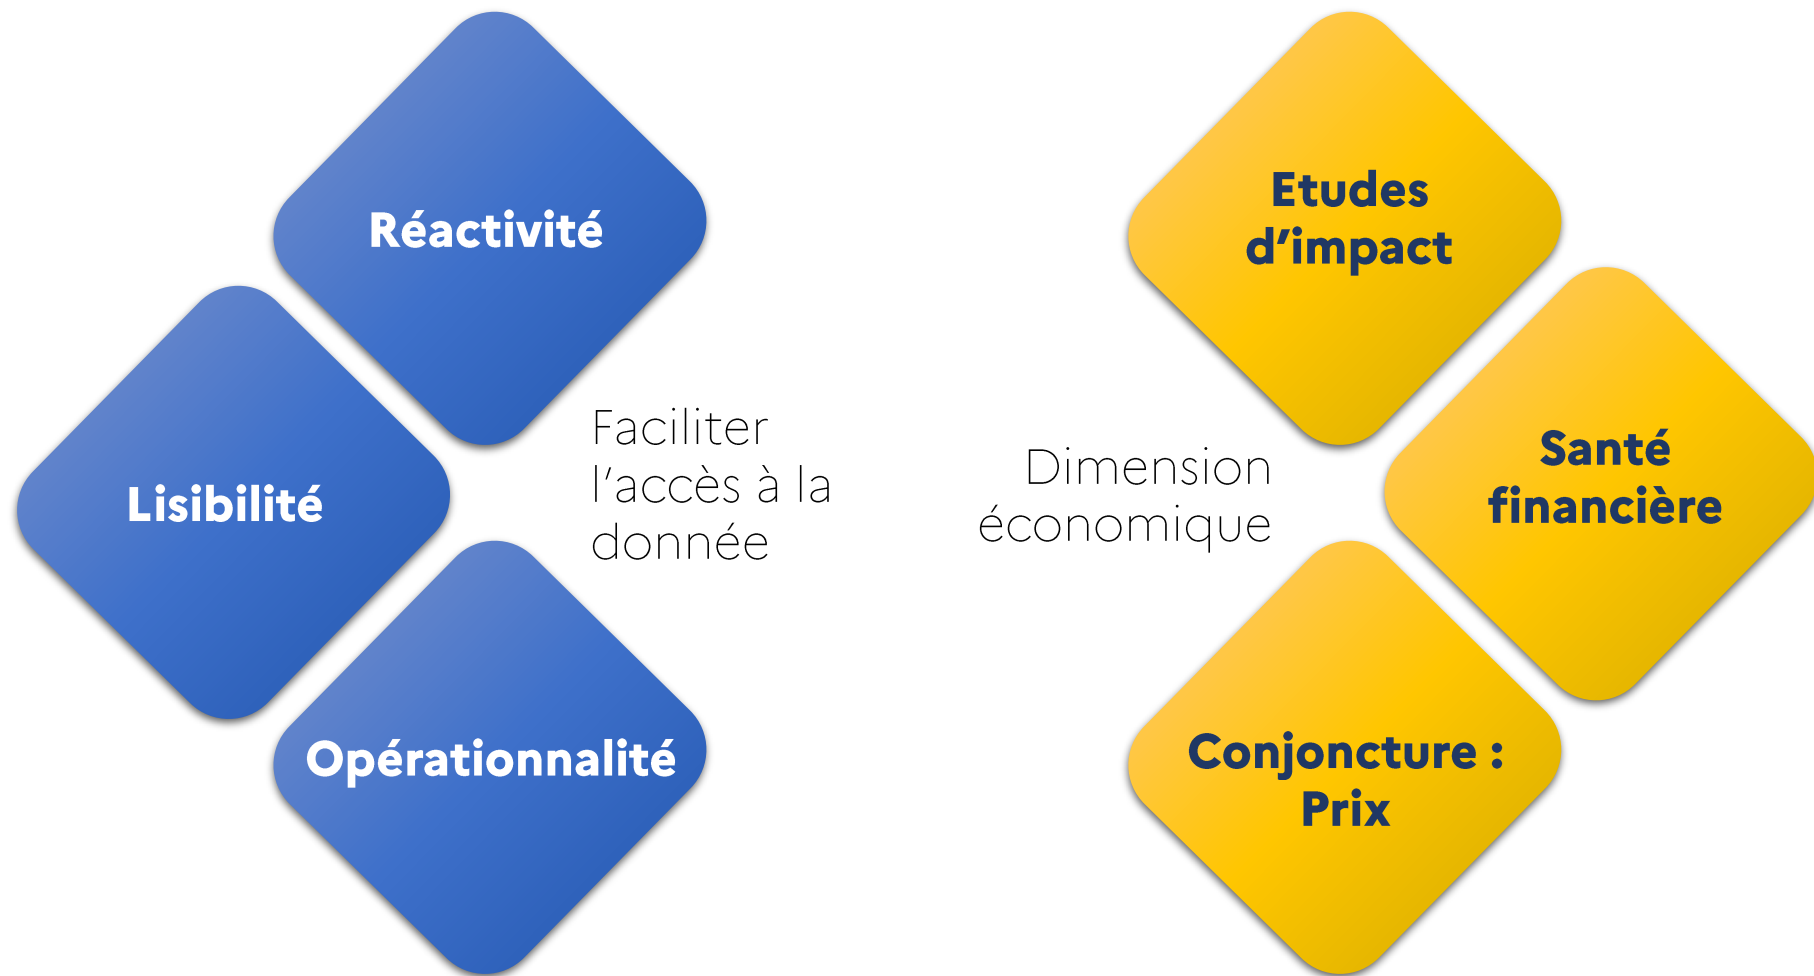 Réactivité
Lisibilité
Opérationnalité
Faciliter
l’accès à la
donnée
Dimension
économique
Etudes
d’impact
Santé
financière
Conjoncture :
Prix